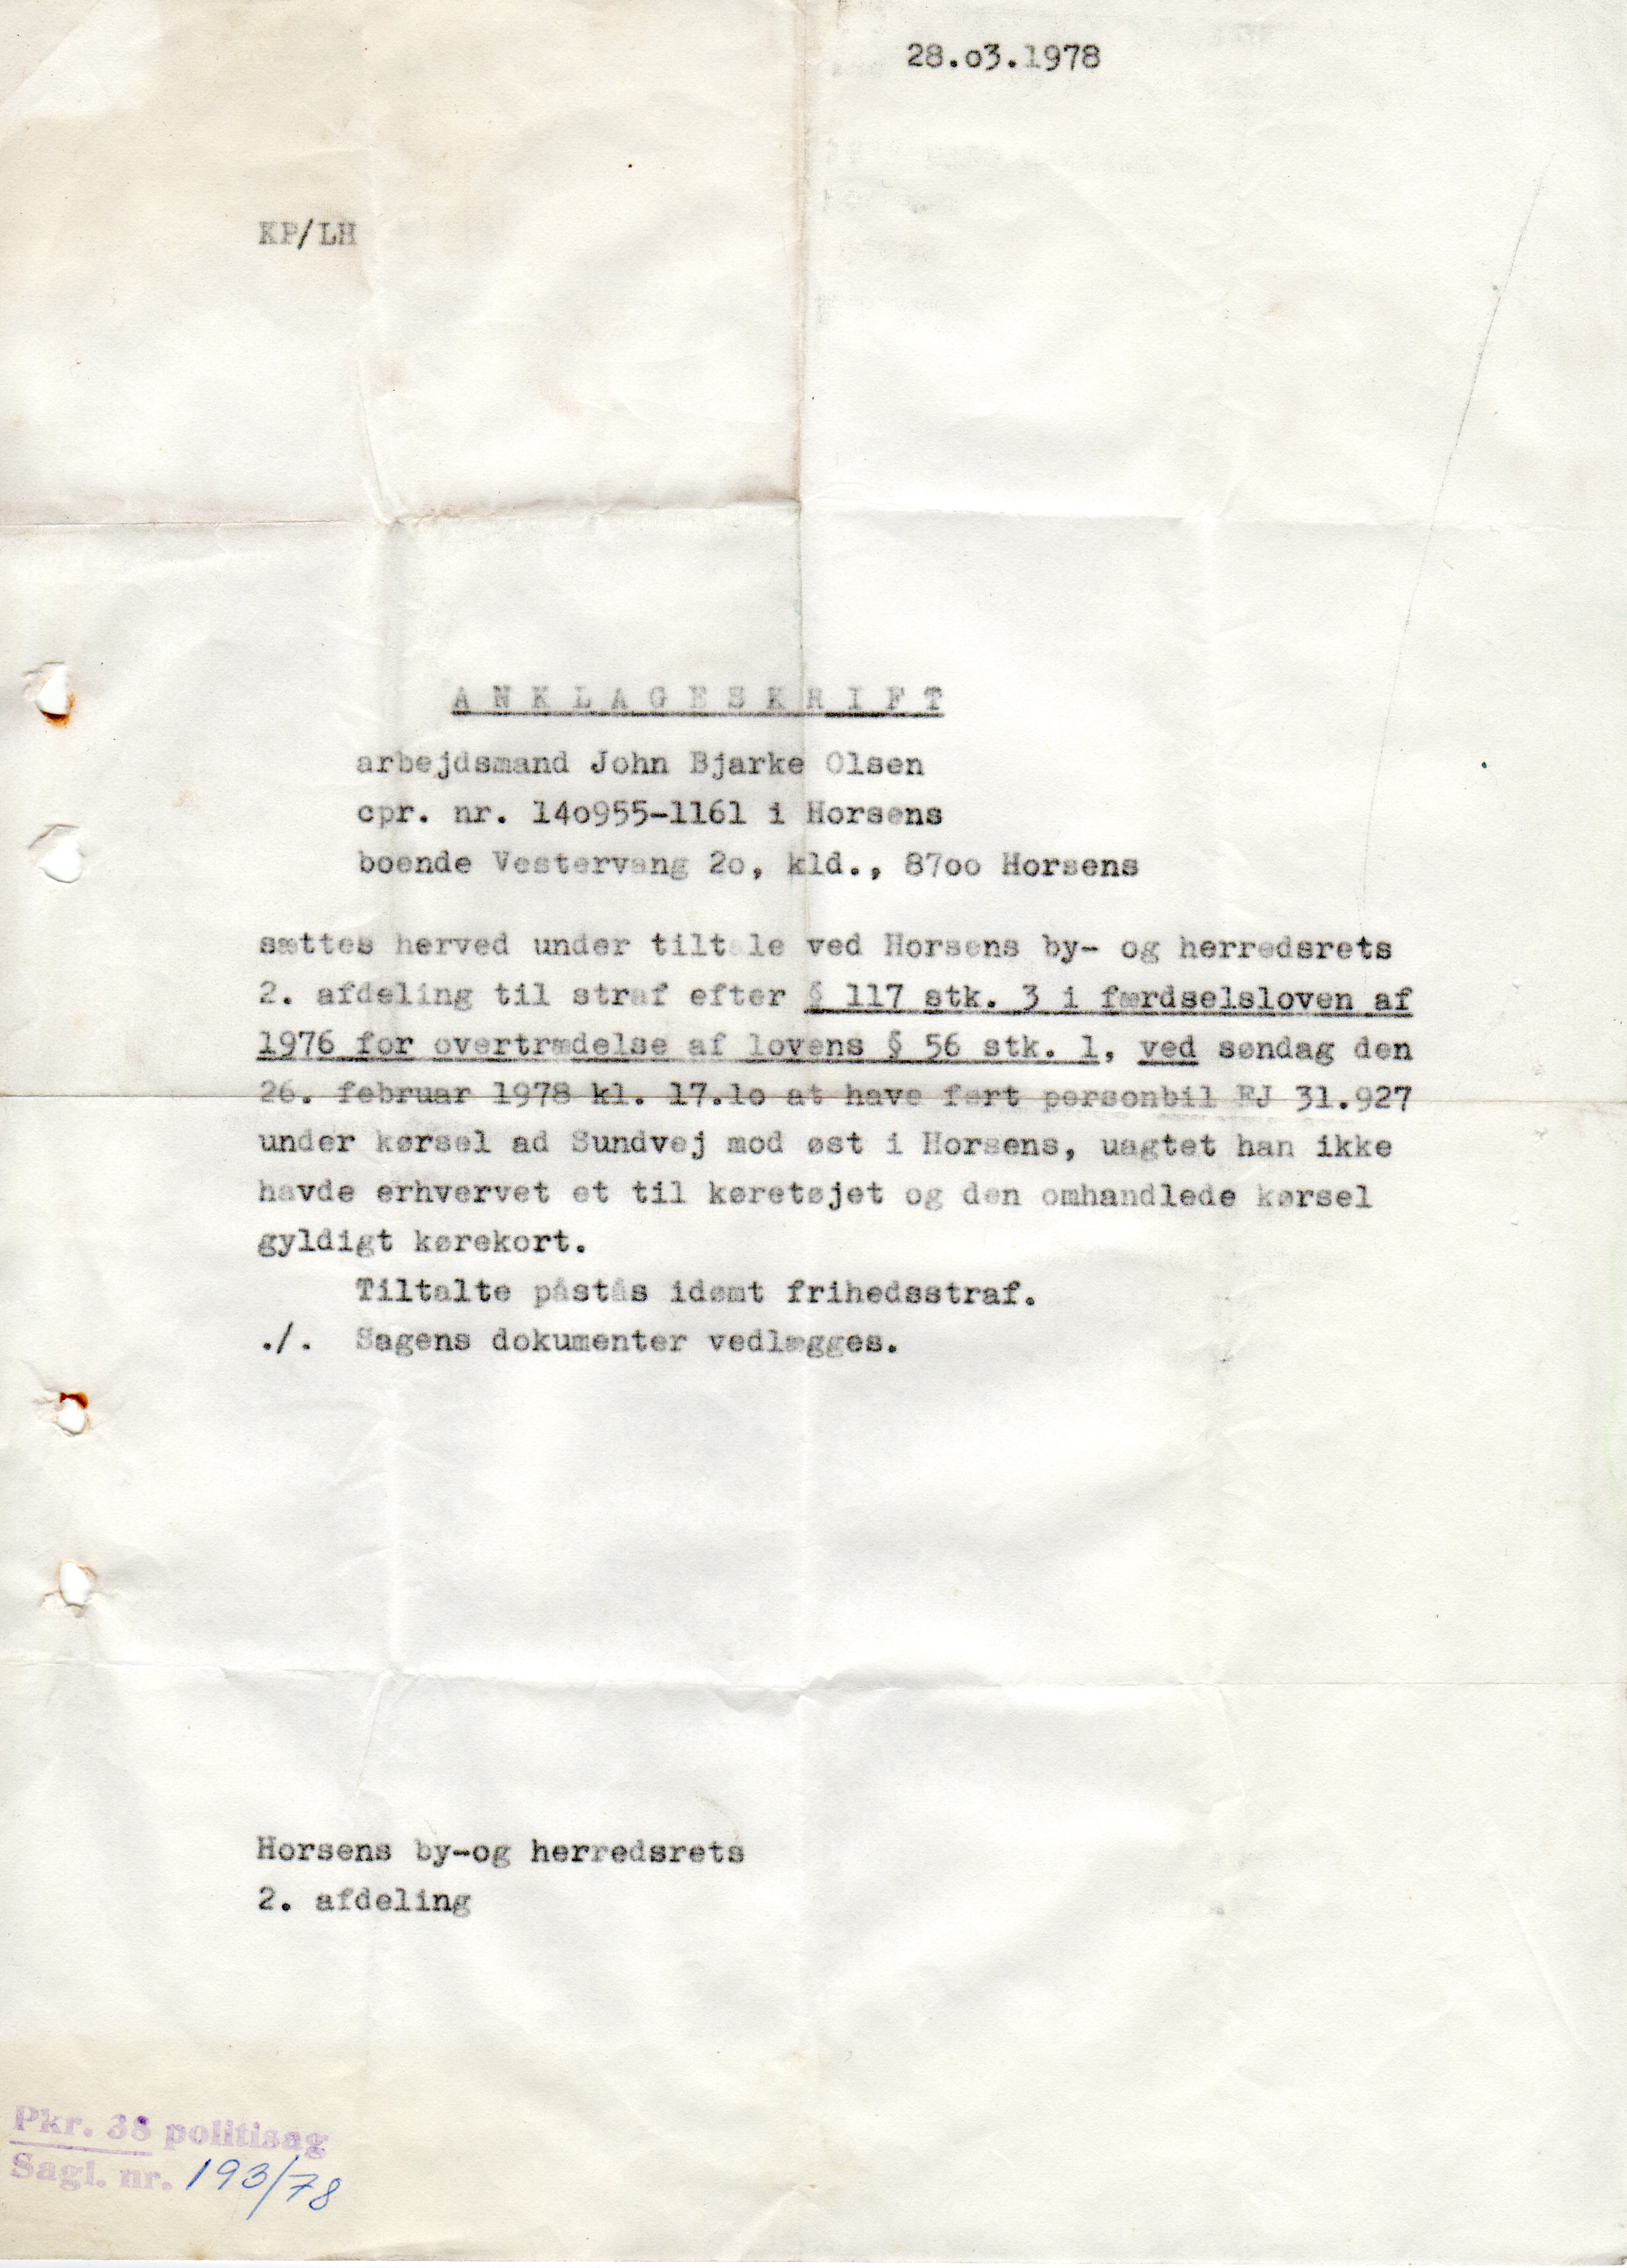 28.o3.1978
KP/LH
A N K L A G E S K R I F T
arbejdsmand John Bjarke Olsen
cpr. nr. 14o955-1161 i Horsens
boende Vestervang 2o, kld., 87oo Horsens
sættes herved under tiltale ved Horsens by- og herredsrets
2. afdeling til straf efter § 117 stk. 3 i færdselsloven af
1976 for overtrædelse af lovens § 56 stk. 1, ved søndag den
26. februar 1978 kl. 17.1o at have ført personbil EJ 31.927
under kørsel ad Sundvej mod øst i Horsens, uagtet han ikke
havde erhvervet et til køretøjet og den omhandlede kørsel
gyldigt kørekort.
Tiltalte påstås idømt frihedsstraf.
./. Sagens dokumenter vedlægges.
Horsens by-og herredsrets
2. afdeling
Pkr. 38 politisag
Sagl. nr. 193/78